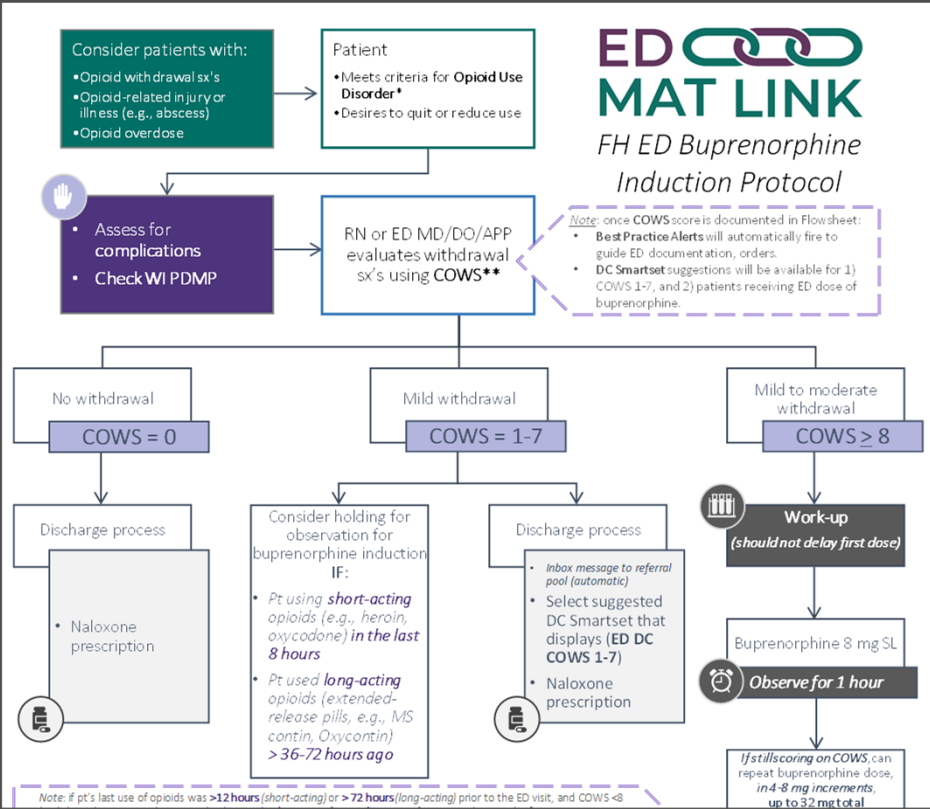 Consider patients with:
•Opioid withdrawal sx's
•Opioid-related injury or
illness (e.g., abscess)
•Opioid overdose
Patient
•Meets criteria for Opioid Use
Disorder*
•Desires to quit or reduce use
ED
MAT LINK
FH ED Buprenorphine
Induction Protocol
• Assess for
complications
• Check WI PDMP
RN or ED MD/DO/APP
evaluates withdrawal
sx's using COWS**
Note: once COWS score is documented in Flowsheet:
• Best Practice Alerts will automatically fire to
guide ED documentation, orders.
• DC Smartset suggestions will be available for 1)
COWS 1-7, and 2) patients receiving ED dose of
buprenorphine.
No withdrawal
COWS = 0
Mild withdrawal
COWS = 1-7
Mild to moderate
withdrawal
COWS ≥ 8
Discharge process
• Naloxone
prescription
Consider holding for
observation for
buprenorphine induction
IF:
• Pt using short-acting
opioids (e.g., heroin,
oxycodone) in the last
8 hours
• Pt used long-acting
opioids (extended-
release pills, e.g., MS
contin, Oxycontin)
> 36-72 hours ago
Discharge process
• Inbox message to referral
pool (automatic)
• Select suggested
DC Smartset that
displays (ED DC
COWS 1-7)
• Naloxone
prescription
Work-up
(should not delay first dose)
Buprenorphine 8 mg SL
Observe for 1 hour
If still scoring on COWS, can
repeat buprenorphine dose,
in 4-8 mg increments,
up to 32 mg total
Note: if pt's last use of opioids was >12 hours (short-acting) or > 72 hours (long-acting) prior to the ED visit, and COWS <8